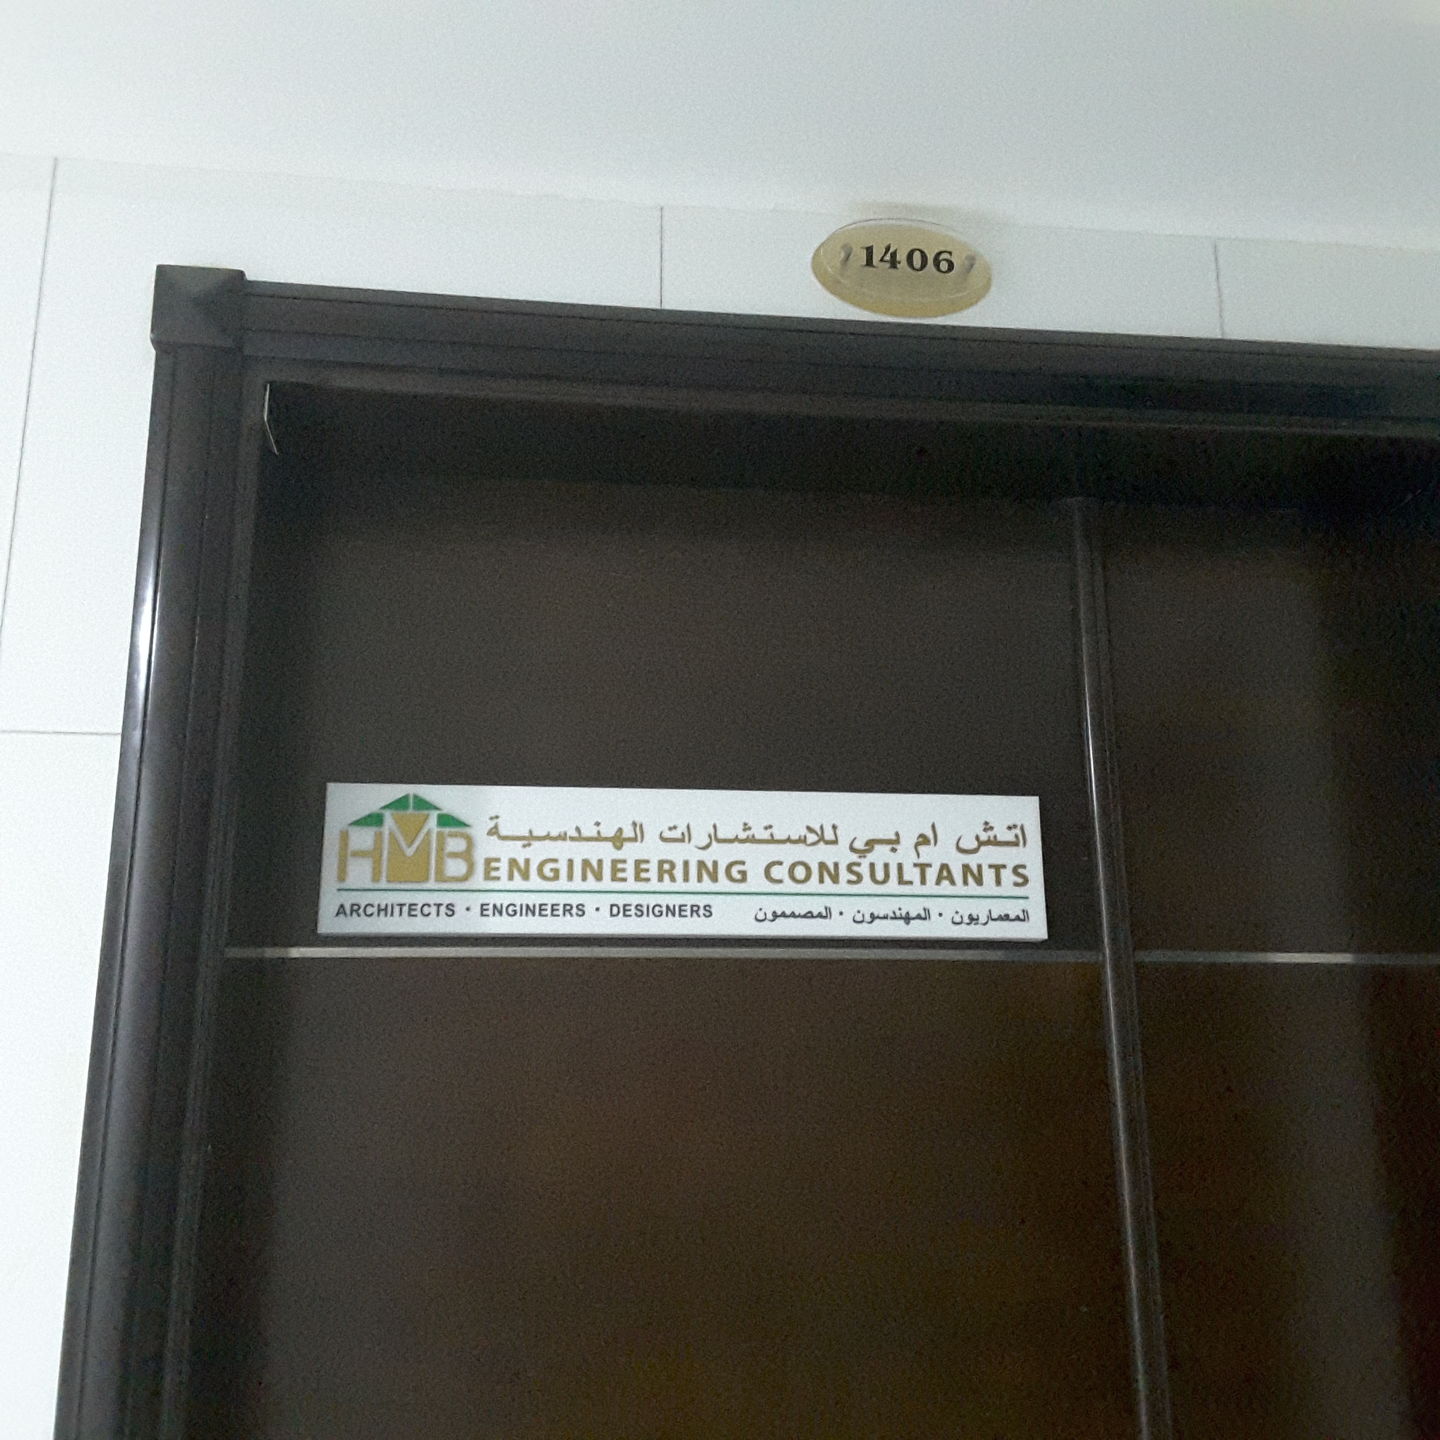 1406
اتش ام بي للاستشارات الهندسية
HMB ENGINEERING CONSULTANTS
ARCHITECTS · ENGINEERS · DESIGNERS
المعماريون · المهندسون · المصممون